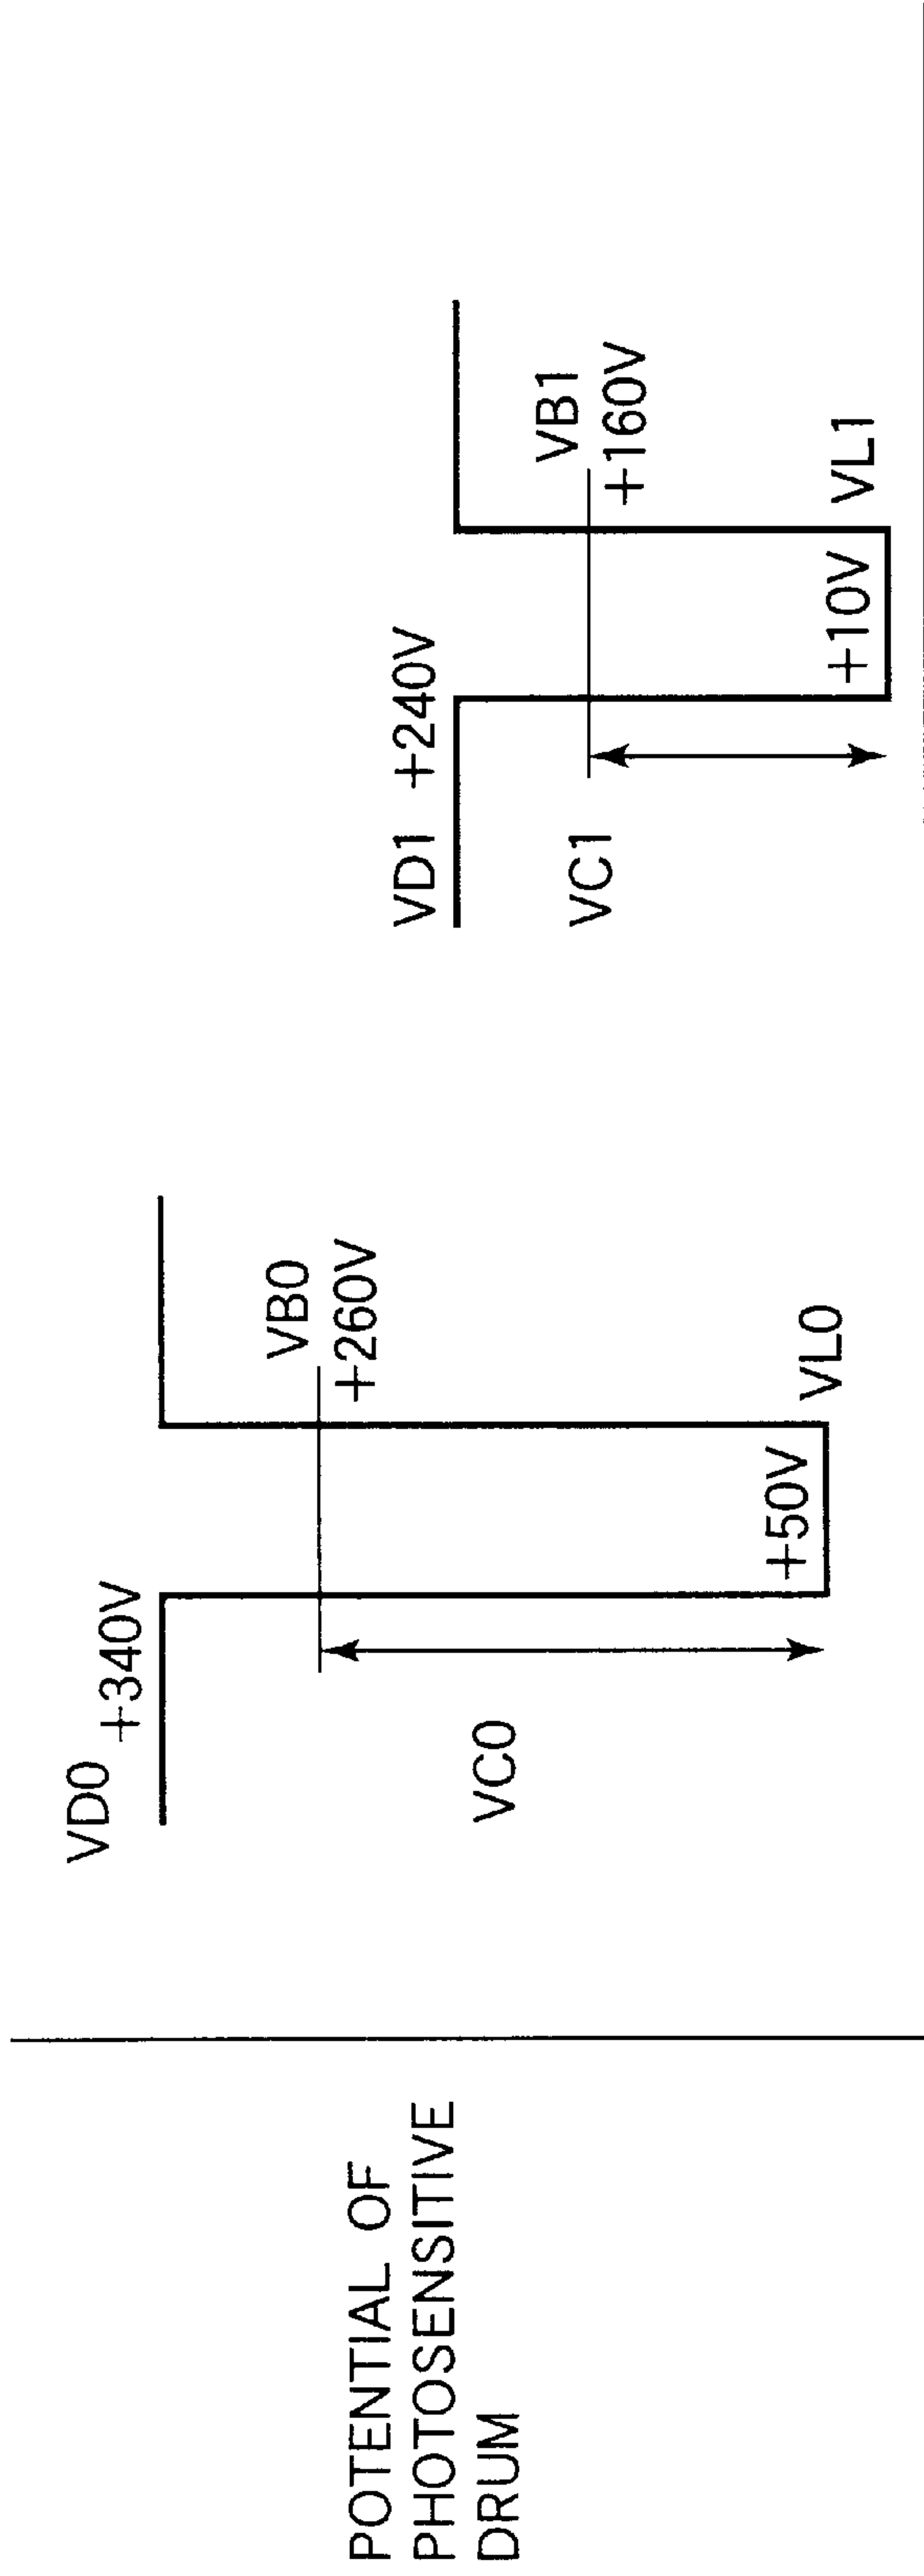 POTENTIAL OF
PHOTOSENSITIVE
DRUM
VD0 +340V
VB0
+260V
VC0
+50V
VL0
VD1 +240V
VB1
+160V
VC1
+10V
VL1